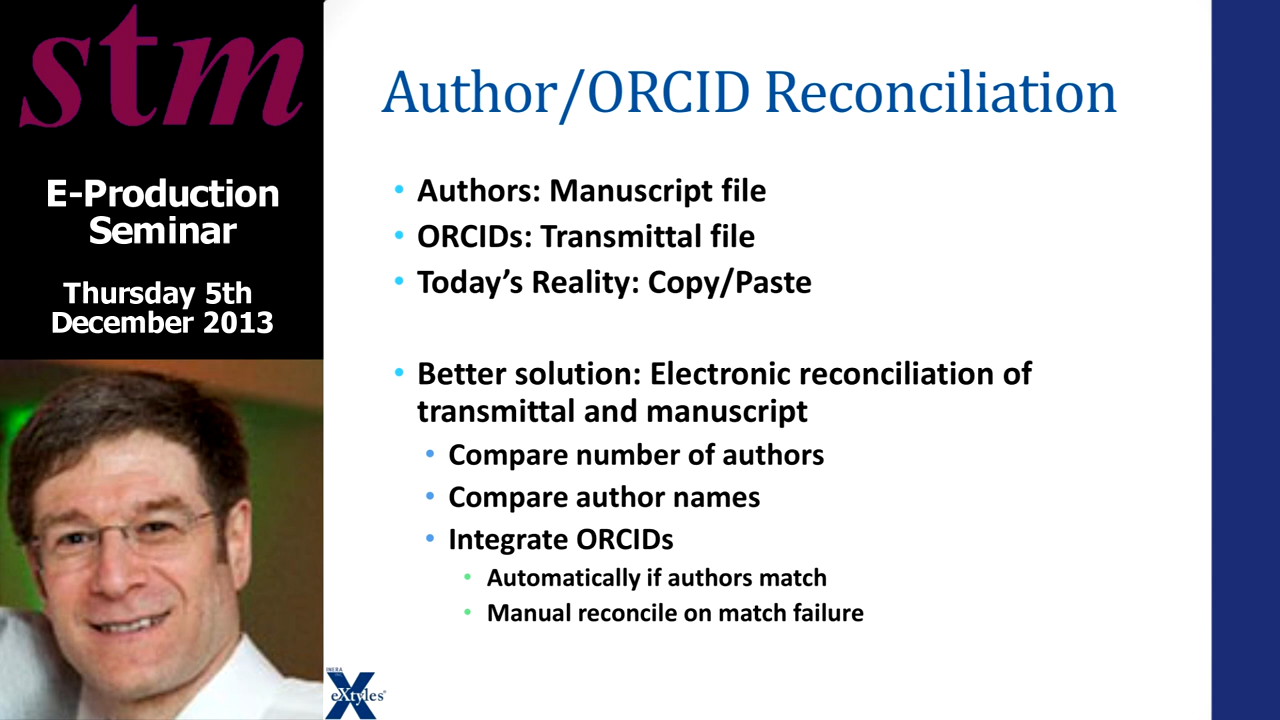 stm
E-Production
Seminar
Thursday 5th
December 2013
Author/ORCID Reconciliation
• Authors: Manuscript file
• ORCIDs: Transmittal file
• Today’s Reality: Copy/Paste
• Better solution: Electronic reconciliation of
transmittal and manuscript
• Compare number of authors
• Compare author names
• Integrate ORCIDs
• Automatically if authors match
• Manual reconcile on match failure
INERA
eXtyles®